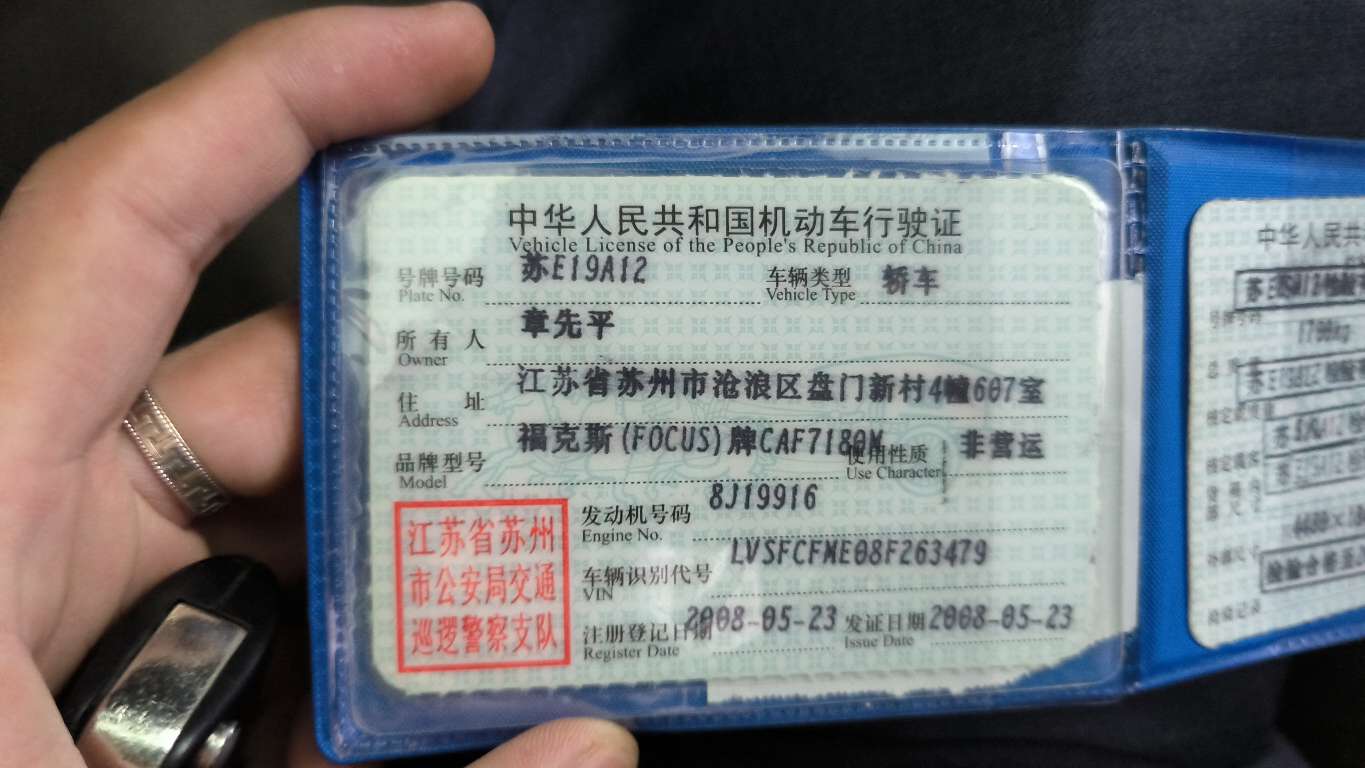 中华人民共和国机动车行驶证
Vehicle License of the People's Republic of China
号牌号码 苏E19A12 车辆类型 轿车
Plate No. Vehicle Type
所有人 章先平
Owner
住址 江苏省苏州市沧浪区盘门新村4幢607室
Address
品牌型号 福克斯(FOCUS)牌CAF7180M 使用性质 非营运
Model Use Character
发动机号码 8J19916
Engine No.
车辆识别代号 LVSFCFME08F263479
VIN
注册登记日期 2008-05-23 发证日期 2008-05-23
Register Date Issue Date
江苏省苏州
市公安局交通
巡逻警察支队
中华人民共
1700kg